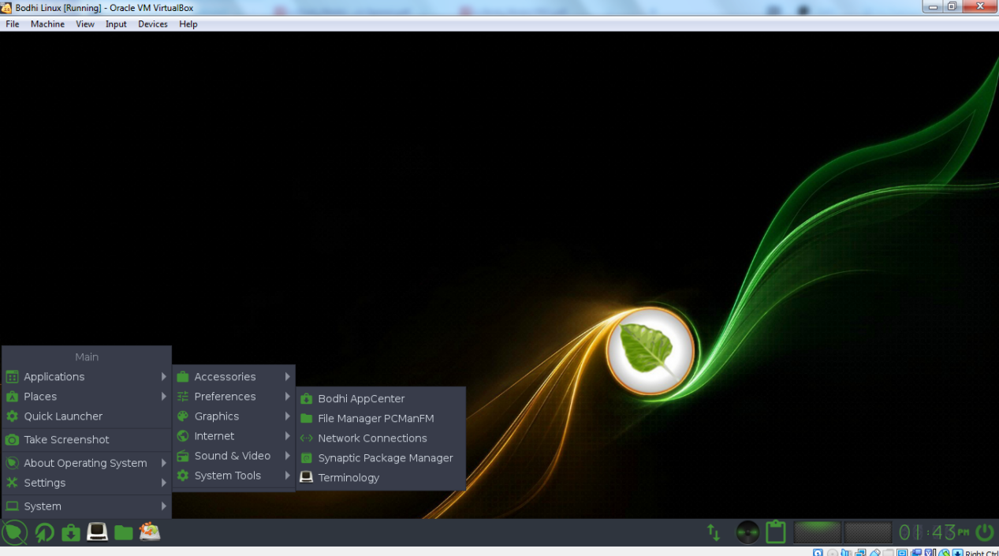 Bodhi Linux [Running] - Oracle VM VirtualBox
File Machine View Input Devices Help
Main
Applications
Places
Quick Launcher
Take Screenshot
About Operating System
Settings
System
Accessories
Preferences
Graphics
Internet
Sound & Video
System Tools
Bodhi AppCenter
File Manager PCManFM
Network Connections
Synaptic Package Manager
Terminology
01:43 PM
Right Ctrl